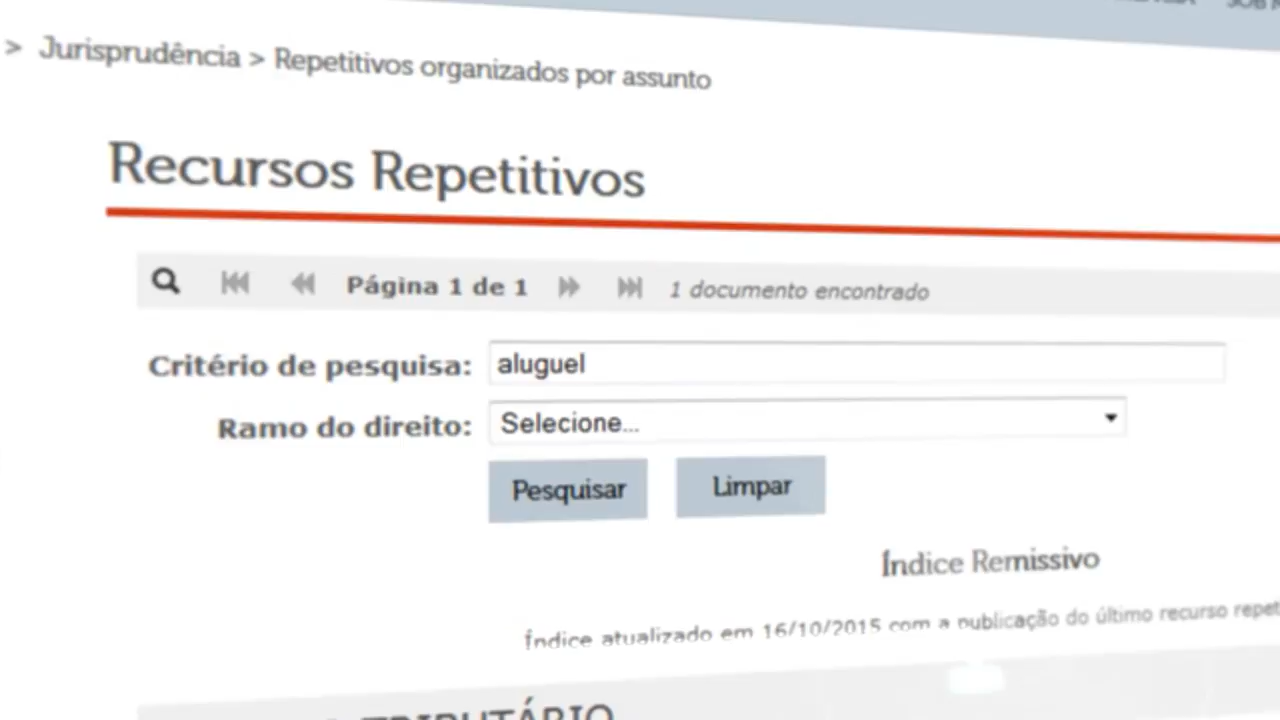 > Jurisprudência > Repetitivos organizados por assunto
Recursos Repetitivos
Página 1 de 1 1 documento encontrado
Critério de pesquisa: aluguel
Ramo do direito: Selecione...
Pesquisar Limpar
Índice Remissivo
Índice atualizado em 16/10/2015 com a publicação do último recurso
TRIBUTÁRIO